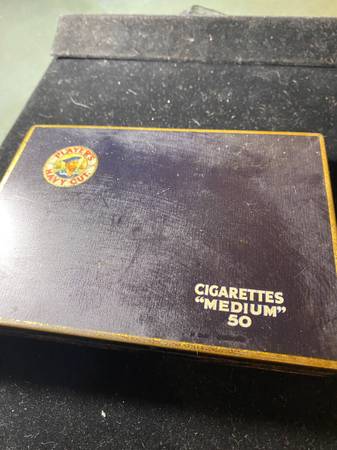 PLAYER'S
NAVY CUT
CIGARETTES
"MEDIUM"
50